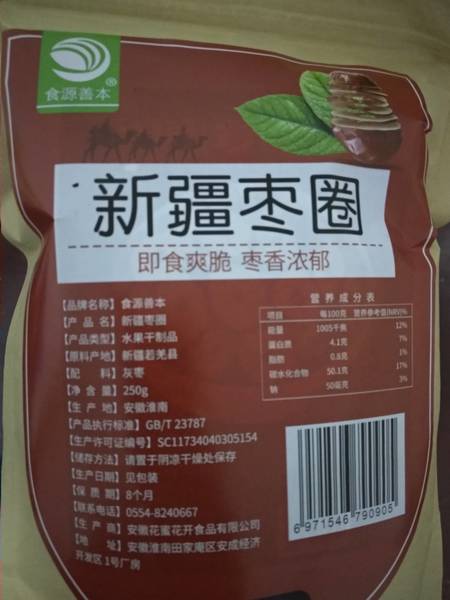 食源善本®
新疆枣圈
即食爽脆 枣香浓郁
【品牌名称】食源善本
【产 品 名】新疆枣圈
【产品类型】水果干制品
【原料产地】新疆若羌县
【配 料】灰枣
【净 含 量】250g
【生 产 地】安徽淮南
【产品执行标准】GB/T 23787
【生产许可证编号】SC11734040305154
【储存方法】请置于阴凉干燥处保存
【生产日期】见包装
【保 质 期】8个月
【联系电话】0554-8240667
【生 产 商】安徽花蜜花开食品有限公司
【地 址】安徽淮南田家庵区安成经济
开发区 1号厂房
营养成分表
项目 每100克 营养参考值(NRV)%
能量 1005千焦 12%
蛋白质 4.1克 7%
脂肪 0.8克 1%
碳水化合物 50.1克 17%
钠 50毫克 3%
6 971546 790905